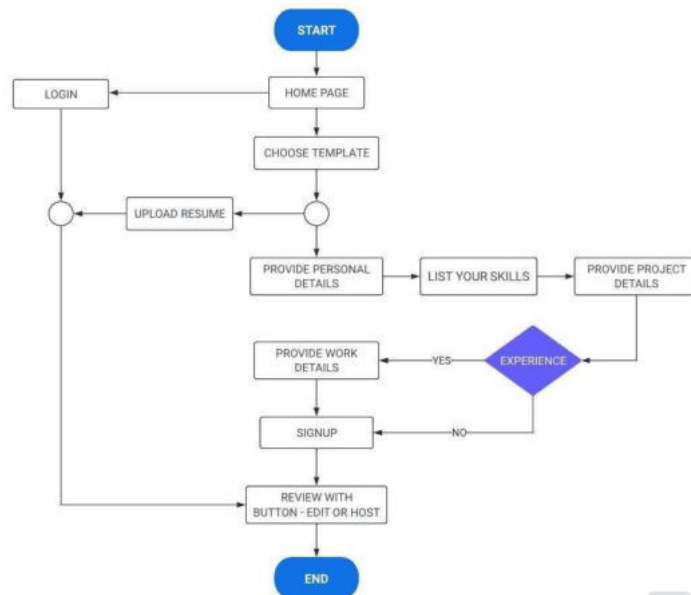 START
LOGIN
HOME PAGE
CHOOSE TEMPLATE
UPLOAD RESUME
PROVIDE PERSONAL
DETAILS
LIST YOUR SKILLS
PROVIDE PROJECT
DETAILS
PROVIDE WORK
DETAILS
YES
EXPERIENCE
SIGNUP
NO
REVIEW WITH
BUTTON - EDIT OR HOST
END